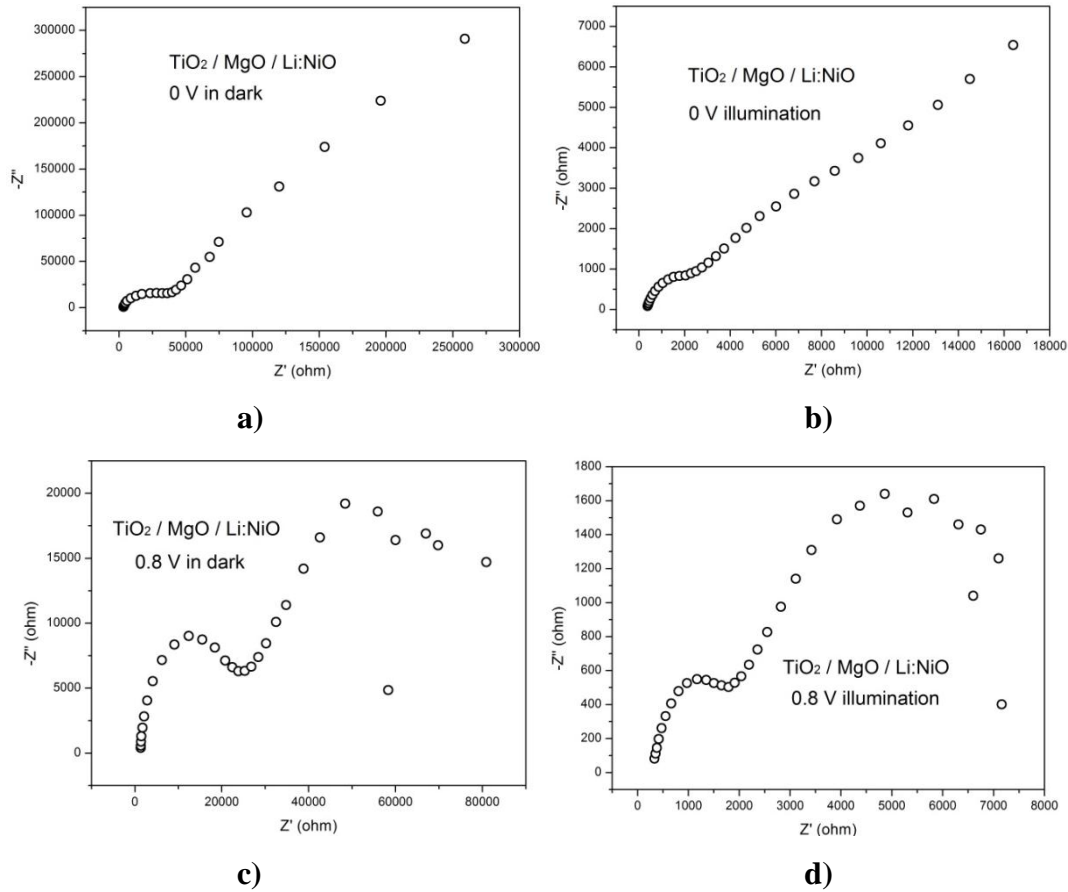 300000
250000
200000
150000
100000
50000
0
-Z"
TiO2 / MgO / Li:NiO
0 V in dark
0 50000 100000 150000 200000 250000 300000
Z' (ohm)
a)
7000
6000
5000
4000
3000
2000
1000
0
-Z" (ohm)
TiO2 / MgO / Li:NiO
0 V illumination
0 2000 4000 6000 8000 10000 12000 14000 16000 18000
Z' (ohm)
b)
20000
15000
10000
5000
0
-Z" (ohm)
TiO2 / MgO / Li:NiO
0.8 V in dark
0 20000 40000 60000 80000
Z' (ohm)
c)
1800
1600
1400
1200
1000
800
600
400
200
0
-Z" (ohm)
TiO2 / MgO / Li:NiO
0.8 V illumination
0 1000 2000 3000 4000 5000 6000 7000 8000
Z' (ohm)
d)